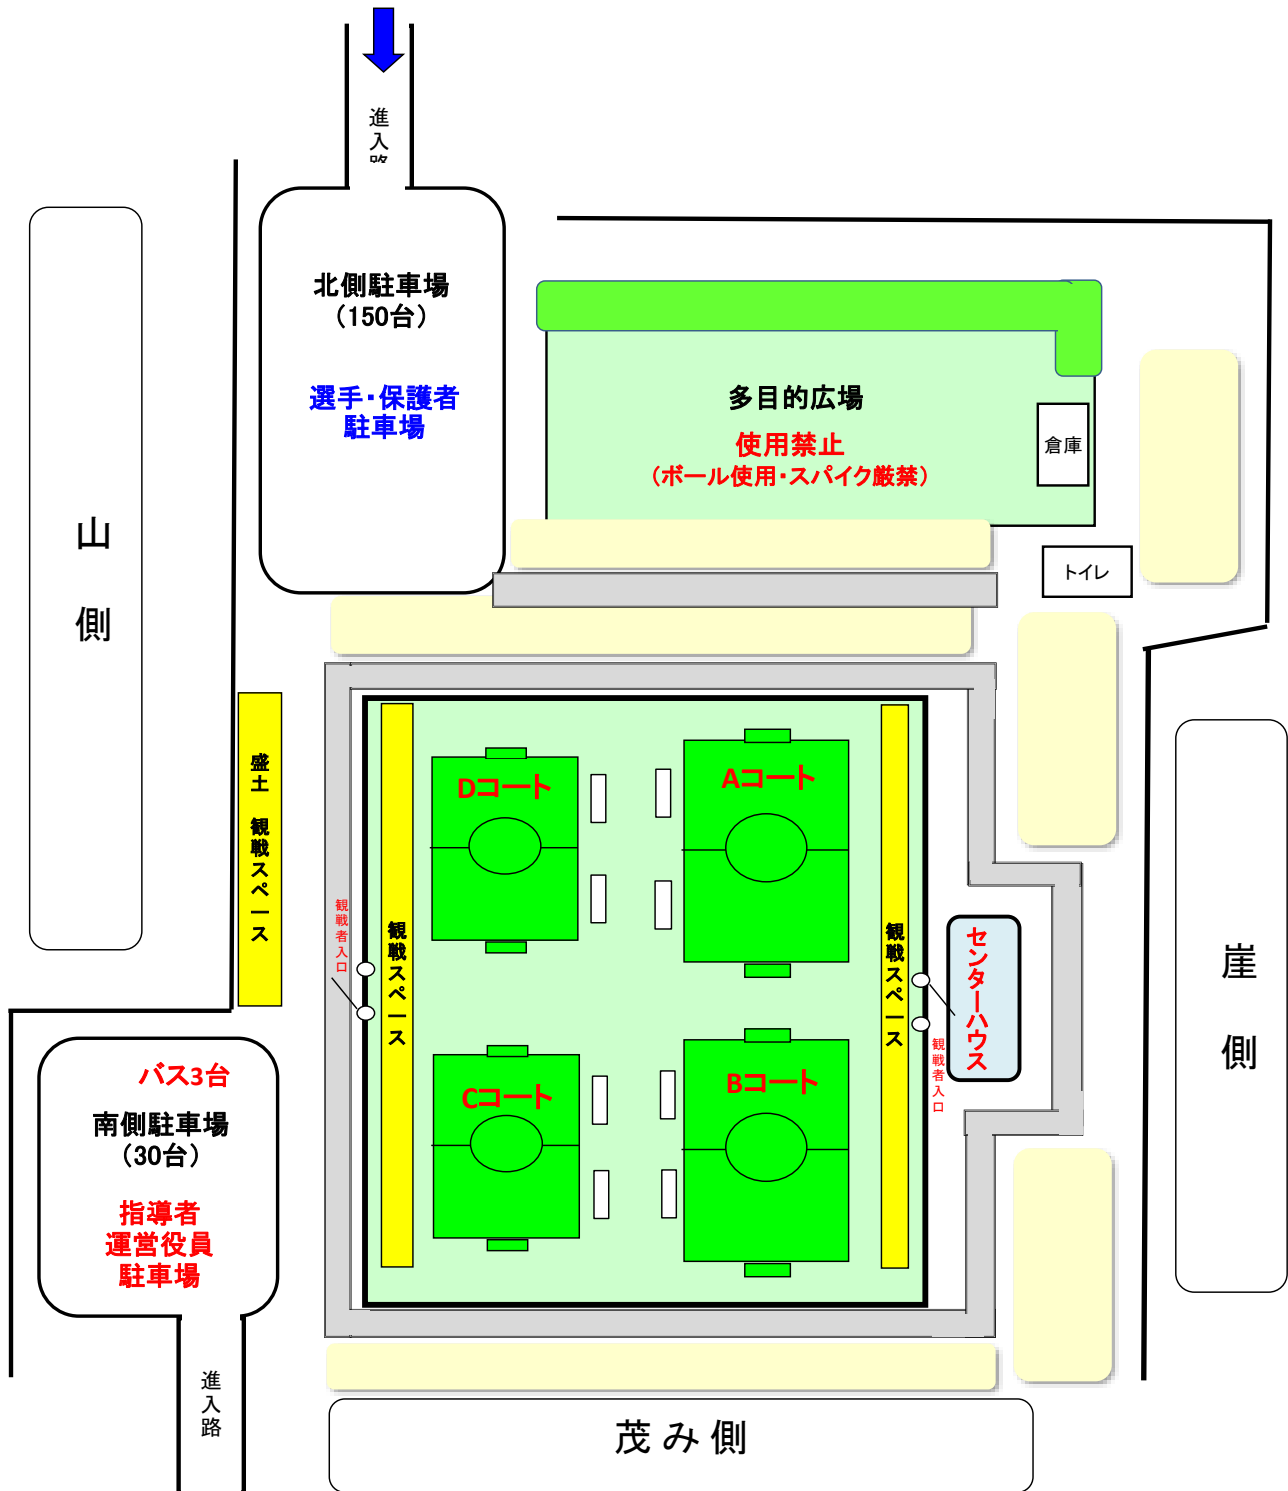 進入路
北側駐車場
（150台）
選手・保護者
駐車場
多目的広場
使用禁止
（ボール使用・スパイク厳禁）
倉庫
トイレ
山側
盛土　観戦スペース
Dコート
Aコート
観戦者入口
観戦スペース
観戦スペース
センターハウス
観戦者入口
崖側
Cコート
Bコート
バス3台
南側駐車場
（30台）
指導者
運営役員
駐車場
進入路
茂み側